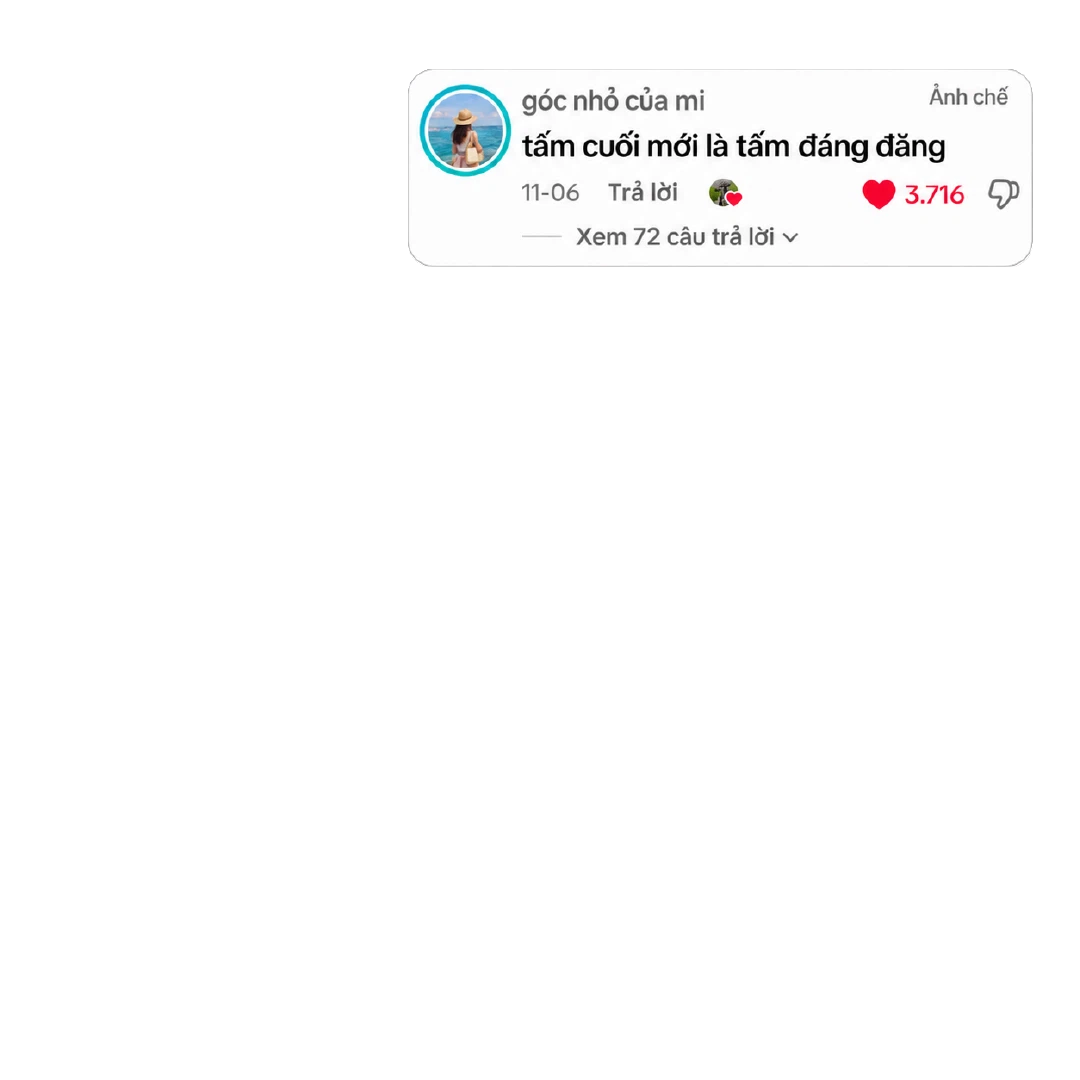 góc nhỏ của mi
Ảnh chế
tấm cuối mới là tấm đáng đăng
11-06 Trả lời 3.716
Xem 72 câu trả lời